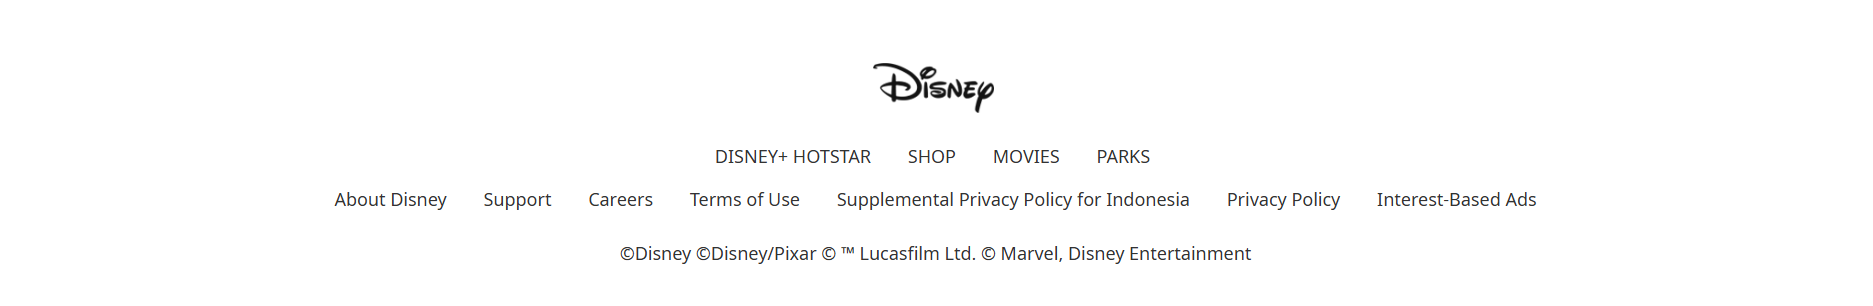 Disney
DISNEY+ HOTSTAR SHOP MOVIES PARKS
About Disney Support Careers Terms of Use Supplemental Privacy Policy for Indonesia Privacy Policy Interest-Based Ads
©Disney ©Disney/Pixar © ™ Lucasfilm Ltd. © Marvel, Disney Entertainment